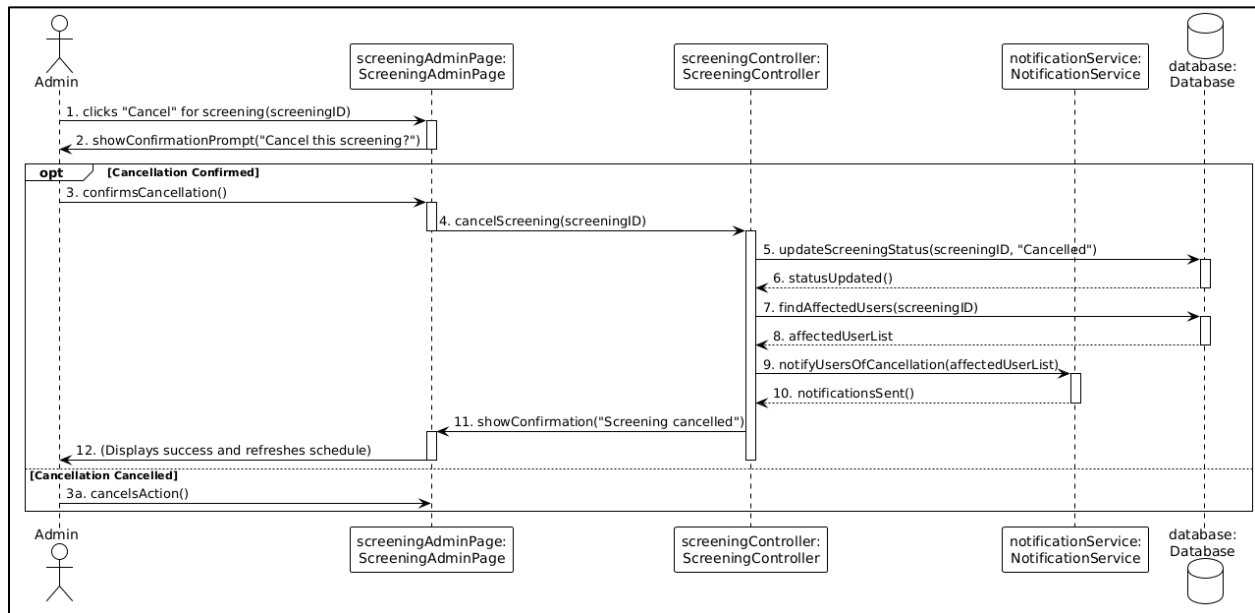 Admin
screeningAdminPage:
ScreeningAdminPage
screeningController:
ScreeningController
notificationService:
NotificationService
database:
Database
1. clicks "Cancel" for screening(screeningID)
2. showConfirmationPrompt("Cancel this screening?")
opt [Cancellation Confirmed]
3. confirmsCancellation()
4. cancelScreening(screeningID)
5. updateScreeningStatus(screeningID, "Cancelled")
6. statusUpdated()
7. findAffectedUsers(screeningID)
8. affectedUserList
9. notifyUsersOfCancellation(affectedUserList)
10. notificationsSent()
11. showConfirmation("Screening cancelled")
12. (Displays success and refreshes schedule)
[Cancellation Cancelled]
3a. cancelsAction()
Admin
screeningAdminPage:
ScreeningAdminPage
screeningController:
ScreeningController
notificationService:
NotificationService
database:
Database